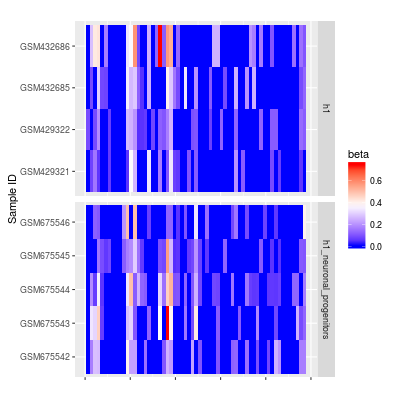 Sample ID
GSM432686
GSM432685
GSM429322
GSM429321
h1
GSM675546
GSM675545
GSM675544
GSM675543
GSM675542
h1_neuronal_progenitors
beta
0.6
0.4
0.2
0.0